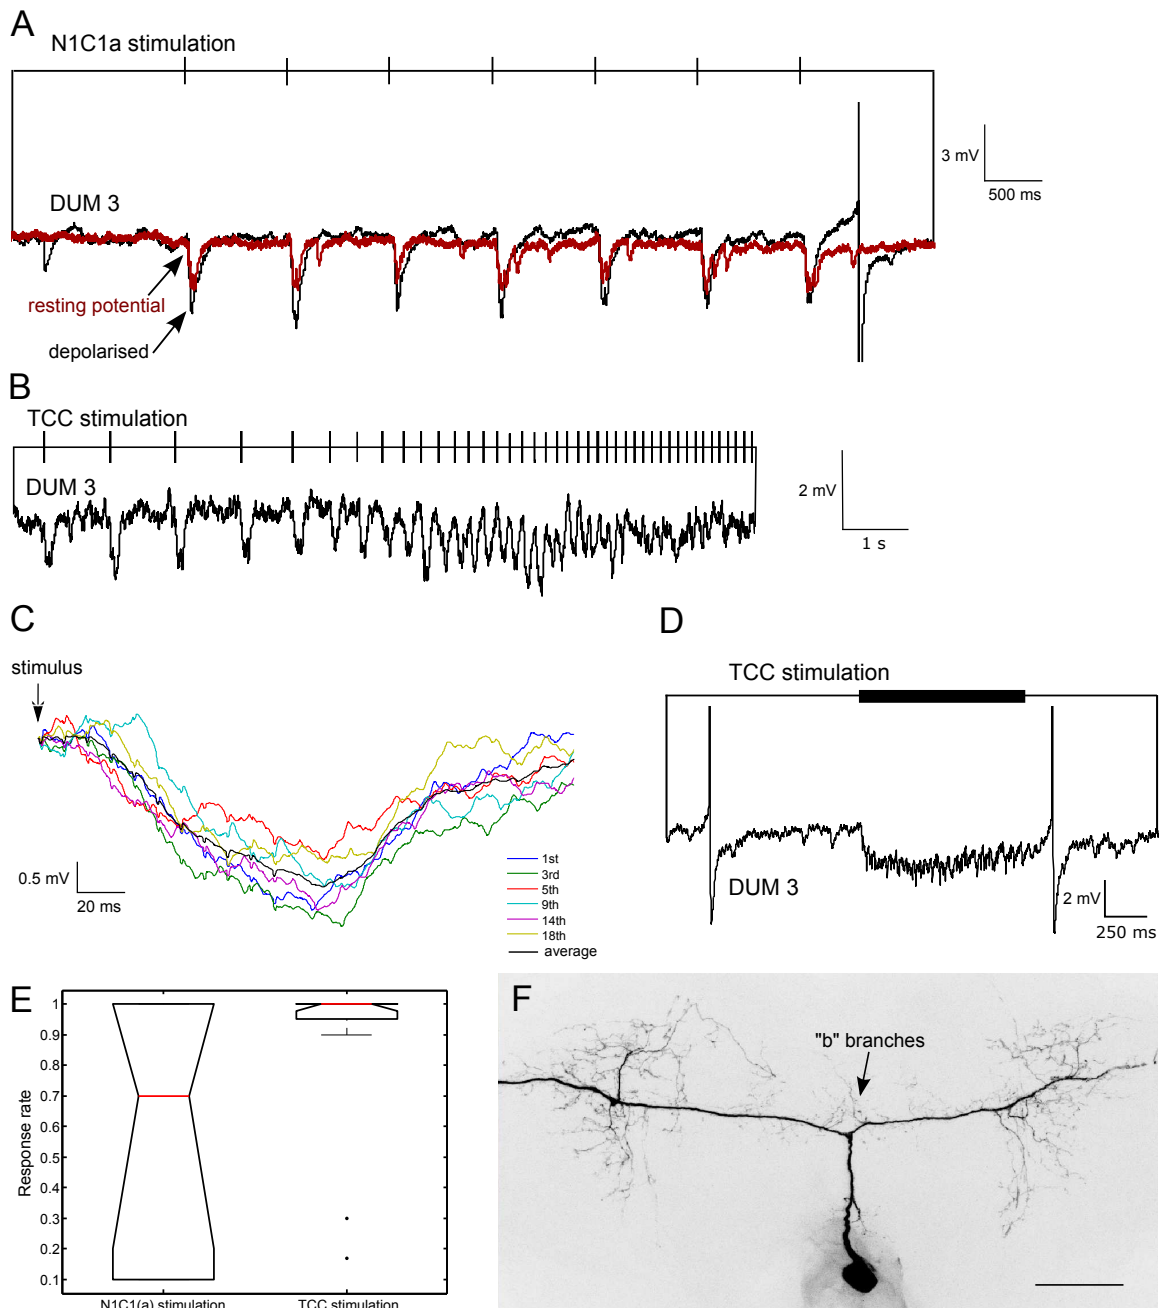 A
N1C1a stimulation
3 mV
500 ms
DUM 3
resting potential
depolarised
B
TCC stimulation
DUM 3
2 mV
1 s
C
stimulus
0.5 mV
20 ms
1st
3rd
5th
9th
14th
18th
average
D
TCC stimulation
DUM 3
2 mV
250 ms
E
Response rate
1
0.9
0.8
0.7
0.6
0.5
0.4
0.3
0.2
0.1
N1C1(a) stimulation
TCC stimulation
F
"b" branches